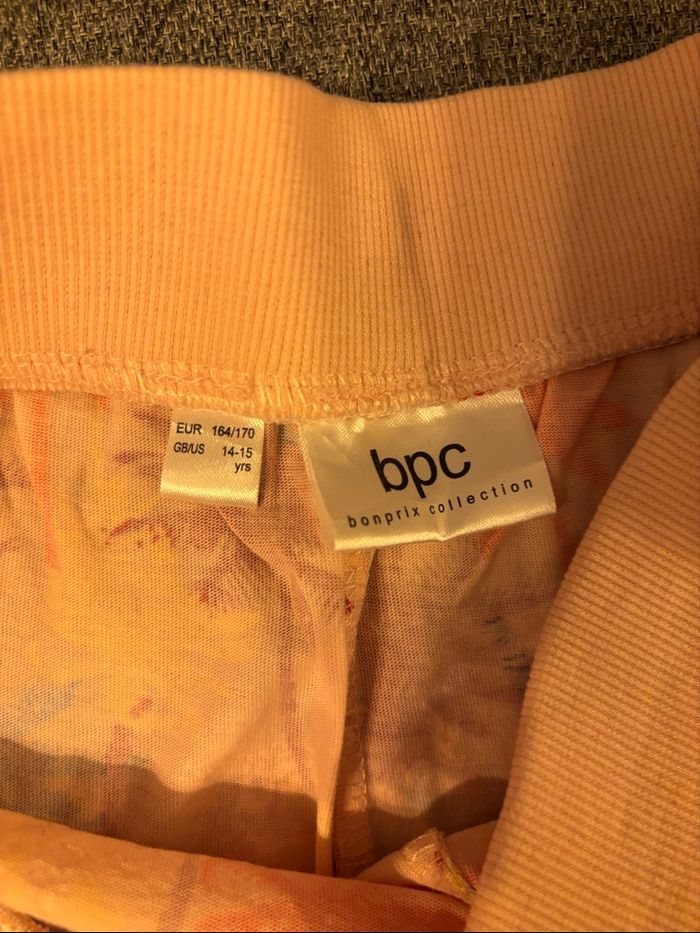 EUR 164/170
GB/US 14-15
yrs
bpc
bonprix collection